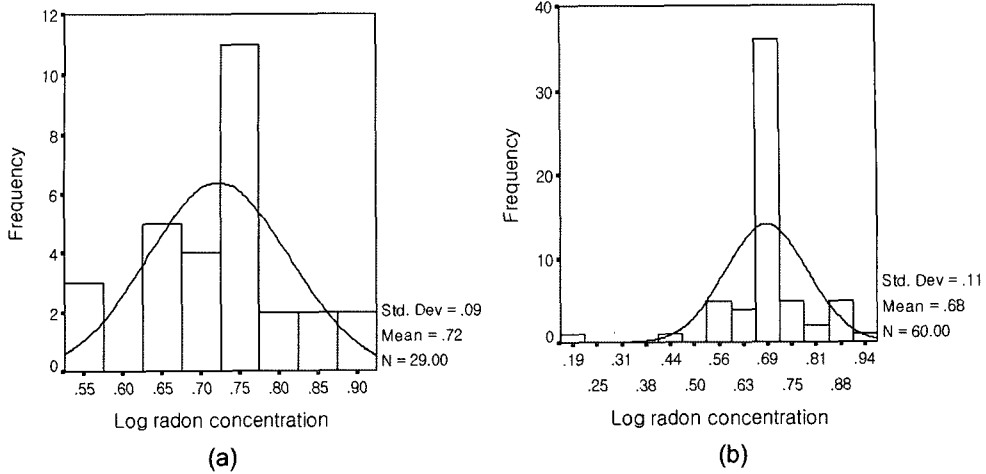 12
10
8
6
4
2
0
Frequency
.55 .60 .65 .70 .75 .80 .85 .90
Log radon concentration
Std. Dev = .09
Mean = .72
N = 29.00
(a)
40
30
20
10
0
Frequency
.19 .31 .44 .56 .69 .81 .94
.25 .38 .50 .63 .75 .88
Log radon concentration
Std. Dev = .11
Mean = .68
N = 60.00
(b)